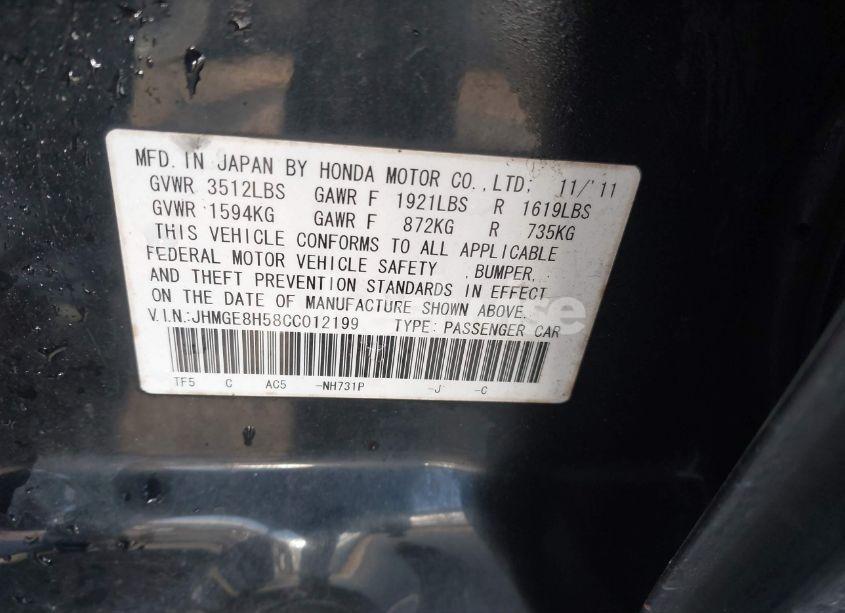 MFD. IN JAPAN BY HONDA MOTOR CO., LTD; 11/'11
GVWR 3512LBS GAWR F 1921LBS R 1619LBS
GVWR 1594KG GAWR F 872KG R 735KG
THIS VEHICLE CONFORMS TO ALL APPLICABLE
FEDERAL MOTOR VEHICLE SAFETY , BUMPER,
AND THEFT PREVENTION STANDARDS IN EFFECT
ON THE DATE OF MANUFACTURE SHOWN ABOVE.
V.I.N.:JHMGE8H58CC012199 TYPE: PASSENGER CAR
TF5 C AC5 -NH731P -J -C